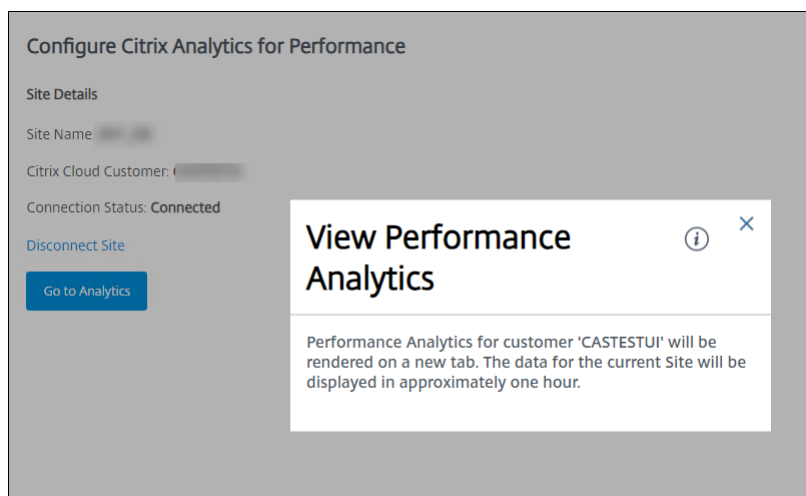 Configure Citrix Analytics for Performance
Site Details
Site Name
Citrix Cloud Customer:
Connection Status: Connected
Disconnect Site
Go to Analytics
View Performance
Analytics
Performance Analytics for customer 'CASTESTUI' will be
rendered on a new tab. The data for the current Site will be
displayed in approximately one hour.